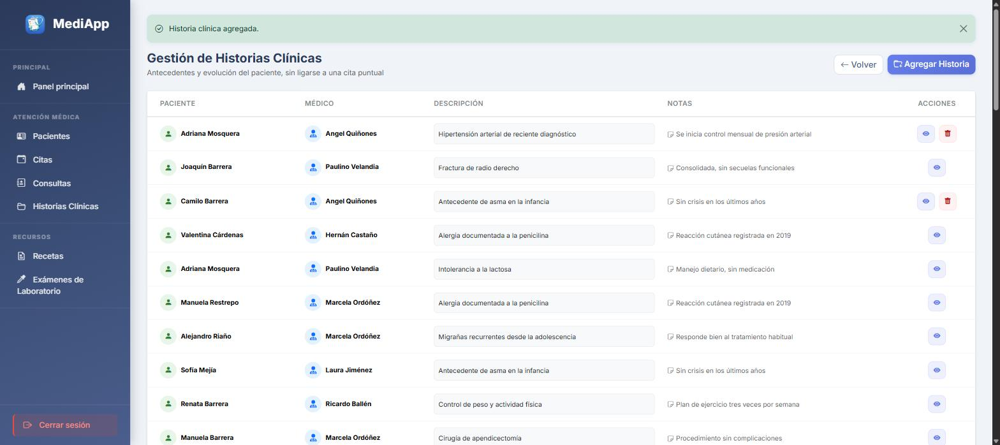 MediApp
PRINCIPAL
Panel principal
ATENCIÓN MÉDICA
Pacientes
Citas
Consultas
Historias Clínicas
RECURSOS
Recetas
Exámenes de
Laboratorio
Cerrar sesión
Historia clínica agregada.
Gestión de Historias Clínicas
Antecedentes y evolución del paciente, sin ligarse a una cita puntual
← Volver
Agregar Historia
PACIENTE MÉDICO DESCRIPCIÓN NOTAS ACCIONES
Adriana Mosquera Angel Quiñones Hipertensión arterial de reciente diagnóstico Se inicia control mensual de presión arterial
Joaquín Barrera Paulino Velandia Fractura de radio derecho Consolidada, sin secuelas funcionales
Camilo Barrera Angel Quiñones Antecedente de asma en la infancia Sin crisis en los últimos años
Valentina Cárdenas Hernán Castaño Alergia documentada a la penicilina Reacción cutánea registrada en 2019
Adriana Mosquera Paulino Velandia Intolerancia a la lactosa Manejo dietario, sin medicación
Manuela Restrepo Marcela Ordóñez Alergia documentada a la penicilina Reacción cutánea registrada en 2019
Alejandro Riaño Marcela Ordóñez Migrañas recurrentes desde la adolescencia Responde bien al tratamiento habitual
Sofía Mejía Laura Jiménez Antecedente de asma en la infancia Sin crisis en los últimos años
Renata Barrera Ricardo Ballén Control de peso y actividad física Plan de ejercicio tres veces por semana
Manuela Barrera Marcela Ordóñez Cirugía de apendicectomía Procedimiento sin complicaciones